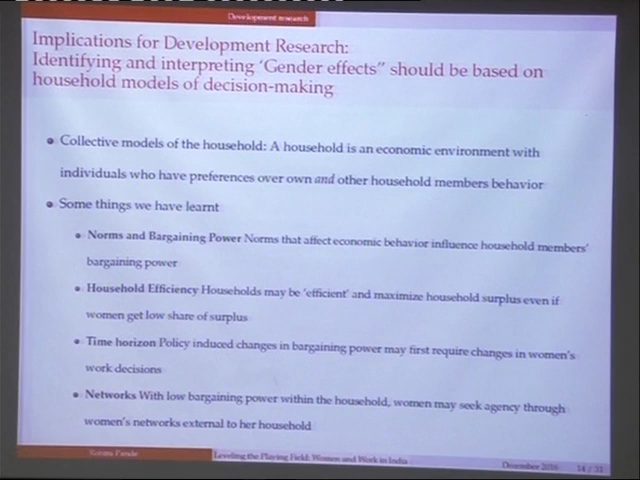 Development research
Implications for Development Research:
Identifying and interpreting 'Gender effects" should be based on
household models of decision-making
Collective models of the household: A household is an economic environment with
individuals who have preferences over own and other household members behavior
Some things we have learnt
Norms and Bargaining Power Norms that affect economic behavior influence household members'
bargaining power
Household Efficiency Households may be 'efficient' and maximize household surplus even if
women get low share of surplus
Time horizon Policy induced changes in bargaining power may first require changes in women's
work decisions
Networks With low bargaining power within the household, women may seek agency through
women's networks external to her household
Rohini Pande
Leveling the Playing Field: Women and Work in India
December 2016
14 / 31